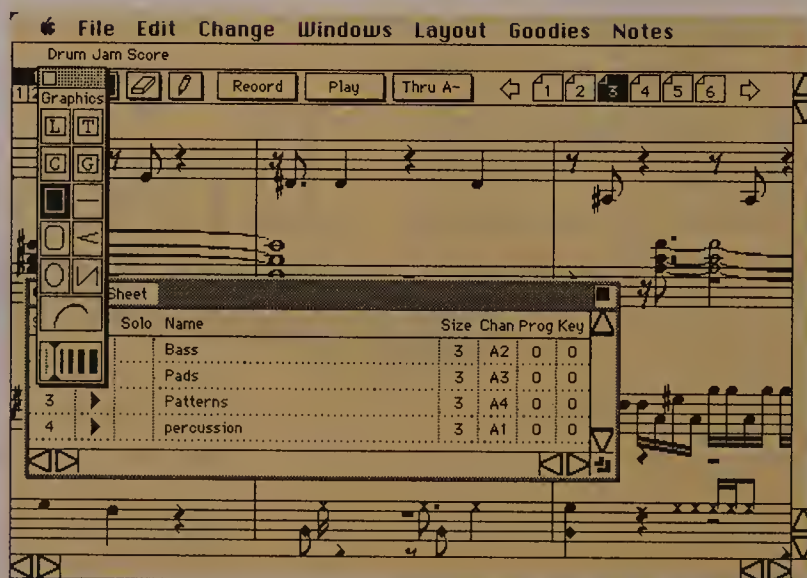 File Edit Change Windows Layout Goodies Notes
Drum Jam Score
Record Play Thru A~ 1 2 3 4 5 6
1
Graphics
L T
C G
Sheet
Solo Name Size Chan Prog Key
Bass 3 A2 0 0
Pads 3 A3 0 0
3 Patterns 3 A4 0 0
4 percussion 3 A1 0 0